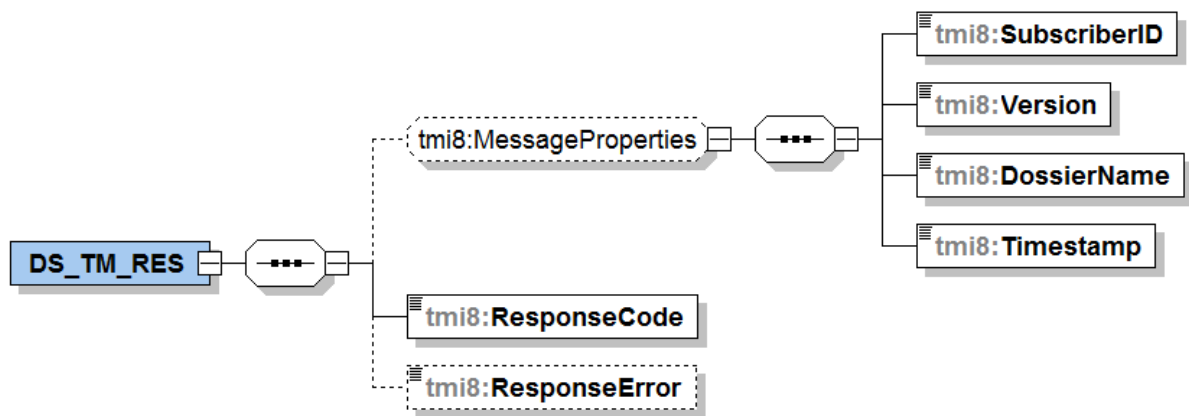 tmi8:SubscriberID
tmi8:MessageProperties
tmi8:Version
tmi8:DossierName
tmi8:Timestamp
DS_TM_RES
tmi8:ResponseCode
tmi8:ResponseError